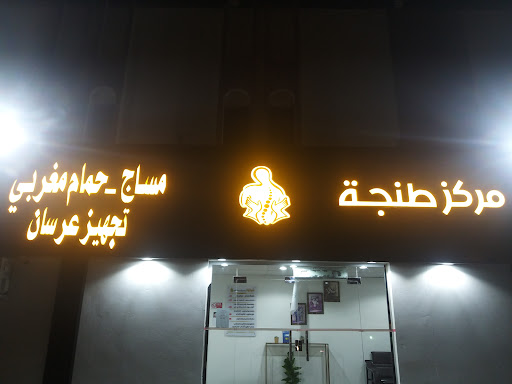 مركز طنجة
مساج - حمام مغربي
تجهيز عرسان